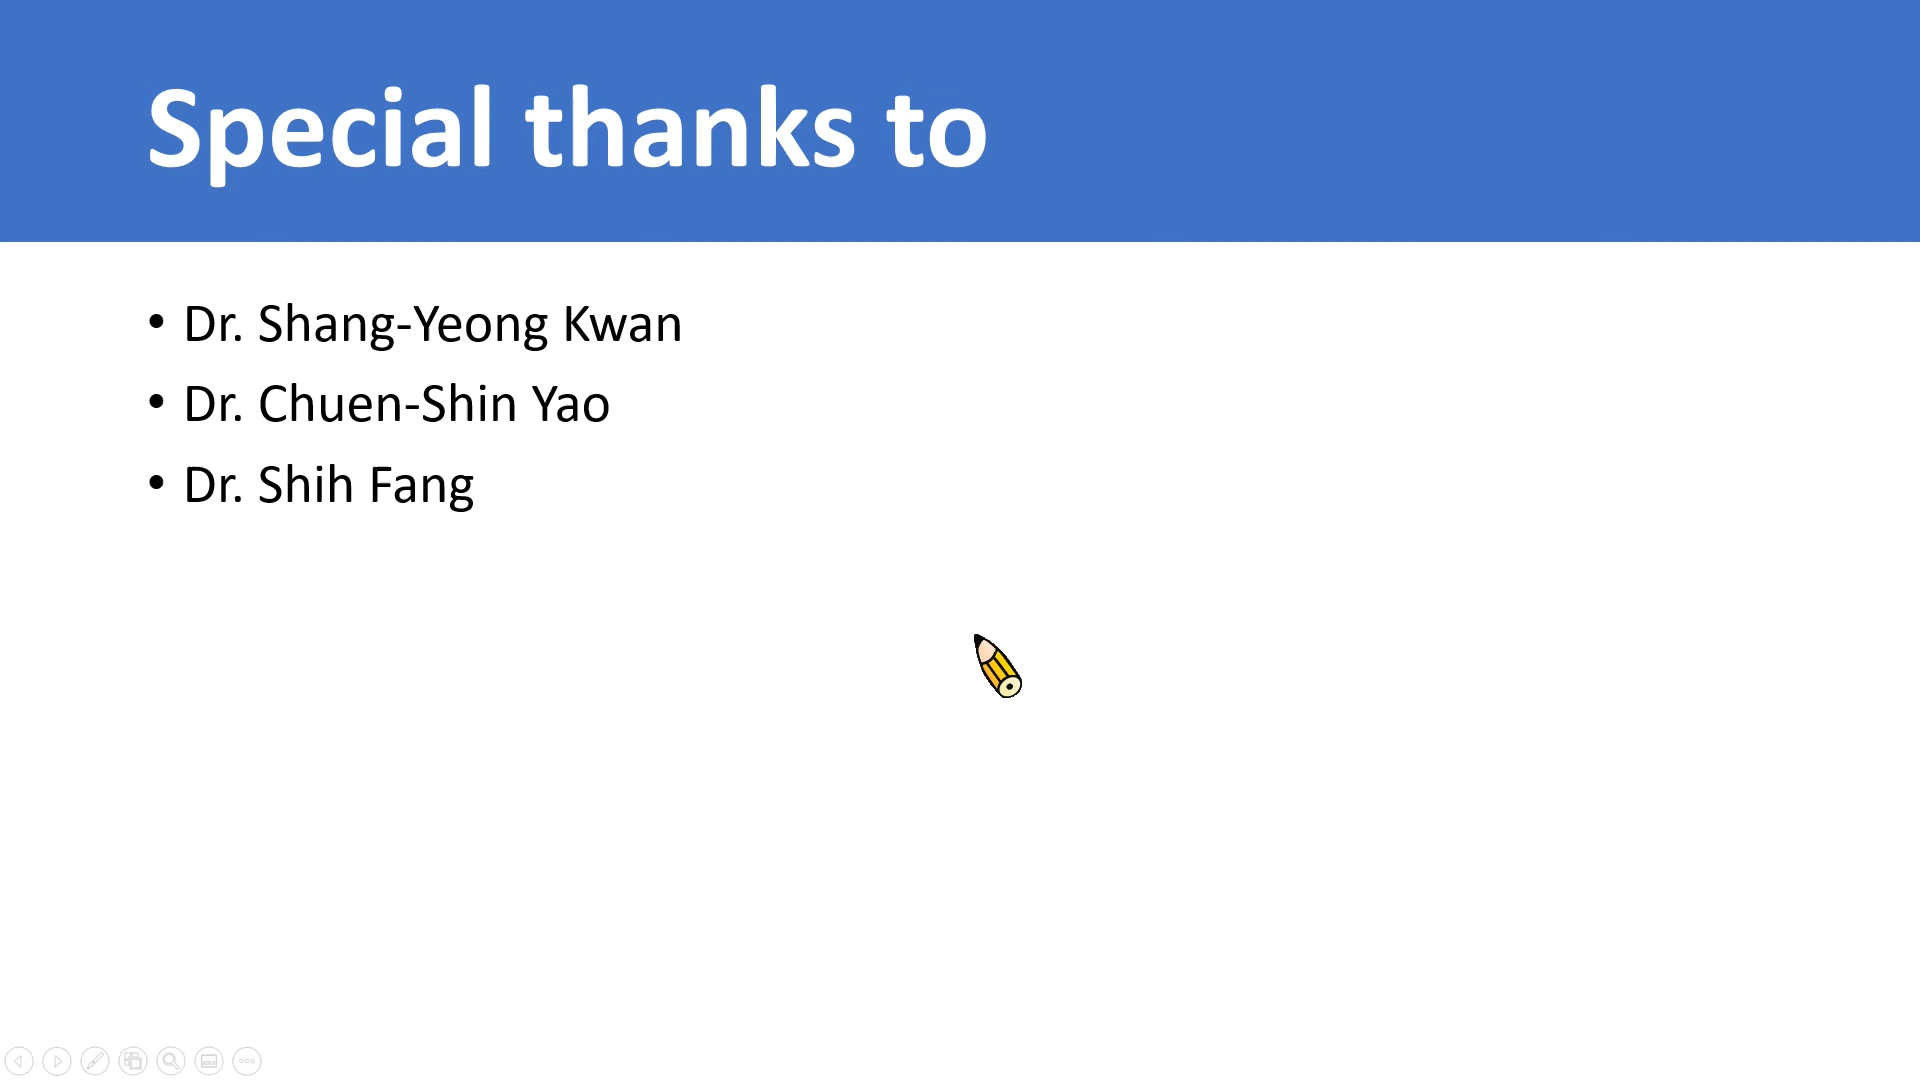 Special thanks to
• Dr. Shang-Yeong Kwan
• Dr. Chuen-Shin Yao
• Dr. Shih Fang